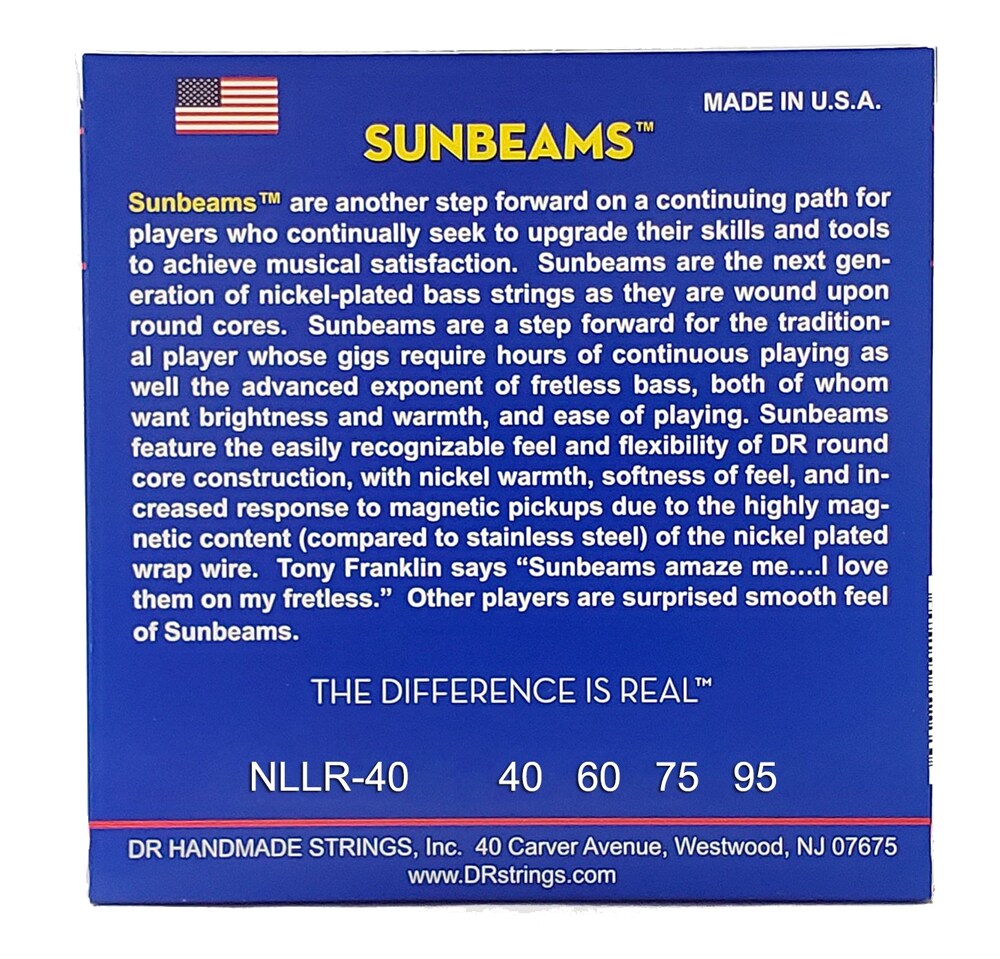 MADE IN U.S.A.
SUNBEAMS™
Sunbeams™ are another step forward on a continuing path for
players who continually seek to upgrade their skills and tools
to achieve musical satisfaction.  Sunbeams are the next gen-
eration of nickel-plated bass strings as they are wound upon
round cores.  Sunbeams are a step forward for the tradition-
al player whose gigs require hours of continuous playing as
well the advanced exponent of fretless bass, both of whom
want brightness and warmth, and ease of playing. Sunbeams
feature the easily recognizable feel and flexibility of DR round
core construction, with nickel warmth, softness of feel, and in-
creased response to magnetic pickups due to the highly mag-
netic content (compared to stainless steel) of the nickel plated
wrap wire.  Tony Franklin says “Sunbeams amaze me....I love
them on my fretless.”  Other players are surprised smooth feel
of Sunbeams.
THE DIFFERENCE IS REAL™
NLLR-40 40 60 75 95
DR HANDMADE STRINGS, Inc.  40 Carver Avenue, Westwood, NJ 07675
www.DRstrings.com